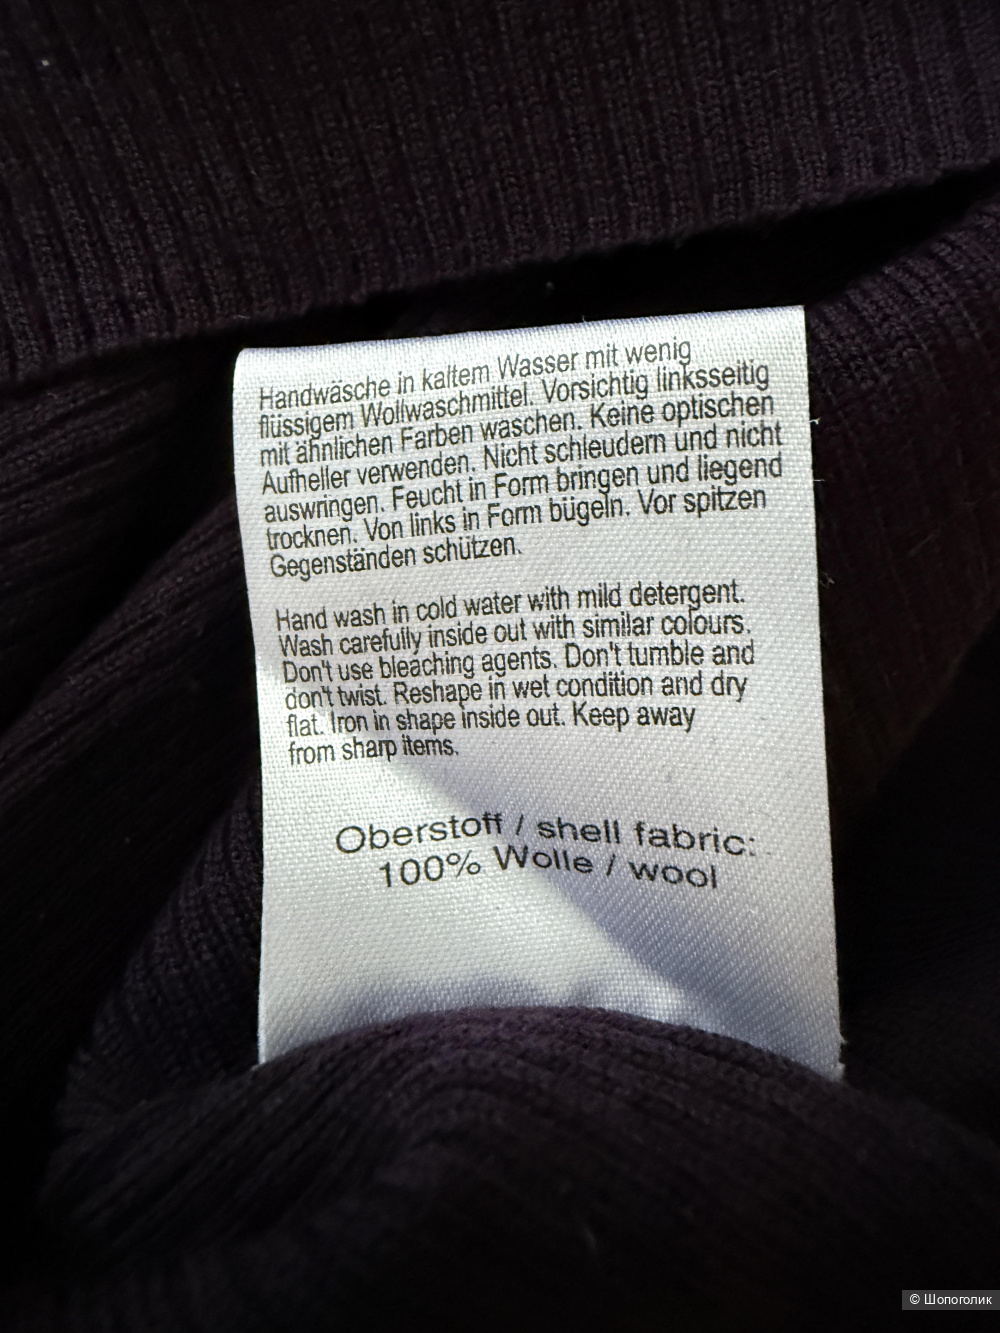 Handwäsche in kaltem Wasser mit wenig
flüssigem Wollwaschmittel. Vorsichtig linksseitig
mit ähnlichen Farben waschen. Keine optischen
Aufheller verwenden. Nicht schleudern und nicht
auswringen. Feucht in Form bringen und liegend
trocknen. Von links in Form bügeln. Vor spitzen
Gegenständen schützen.
Hand wash in cold water with mild detergent.
Wash carefully inside out with similar colours.
Don't use bleaching agents. Don't tumble and
don't twist. Reshape in wet condition and dry
flat. Iron in shape inside out. Keep away
from sharp items.
Oberstoff / shell fabric:
100% Wolle / wool
© Шопоголик